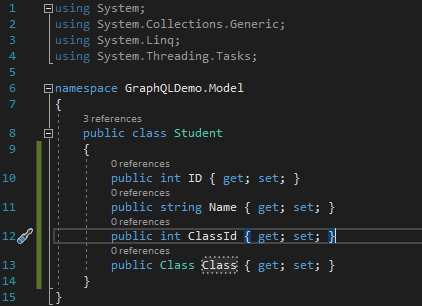 1 using System;
2 using System.Collections.Generic;
3 using System.Linq;
4 using System.Threading.Tasks;
5
6 namespace GraphQLDemo.Model
7 {
3 references
8 public class Student
9 {
0 references
10 public int ID { get; set; }
0 references
11 public string Name { get; set; }
0 references
12 public int ClassId { get; set; }
0 references
13 public Class Class { get; set; }
14 }
15 }